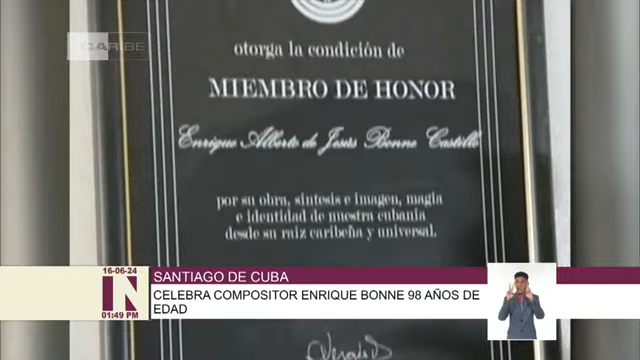 CARIBE
otorga la condición de
MIEMBRO DE HONOR
Enrique Alberto de Jesús Bonne Castillo
por su obra, síntesis e imagen, magia
e identidad de nuestra cubanía
desde su raíz caribeña y universal.
16-06-24
IN
01:49 PM
SANTIAGO DE CUBA
CELEBRA COMPOSITOR ENRIQUE BONNE 98 AÑOS DE
EDAD